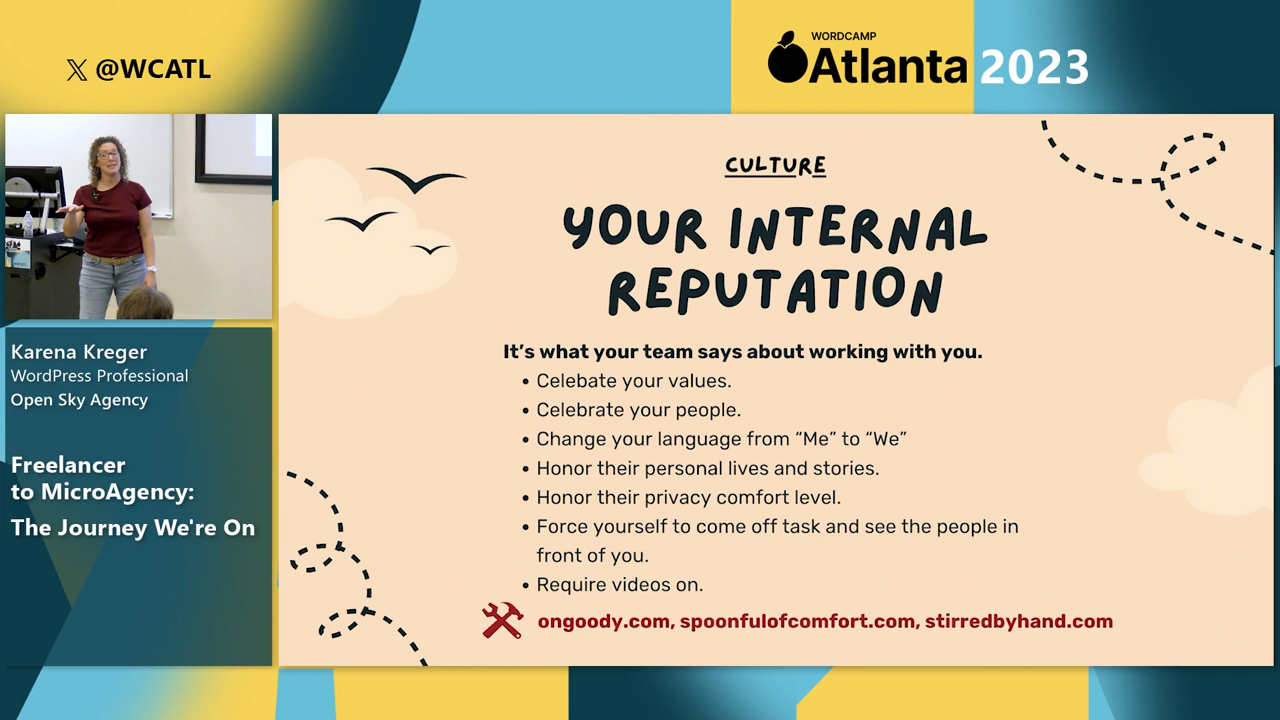 𝕏 @WCATL
WORDCAMP
Atlanta 2023
Karena Kreger
WordPress Professional
Open Sky Agency
Freelancer
to MicroAgency:
The Journey We're On
CULTURE
YOUR INTERNAL
REPUTATION
It’s what your team says about working with you.
• Celebate your values.
• Celebrate your people.
• Change your language from “Me” to “We”
• Honor their personal lives and stories.
• Honor their privacy comfort level.
• Force yourself to come off task and see the people in
front of you.
• Require videos on.
ongoody.com, spoonfulofcomfort.com, stirredbyhand.com